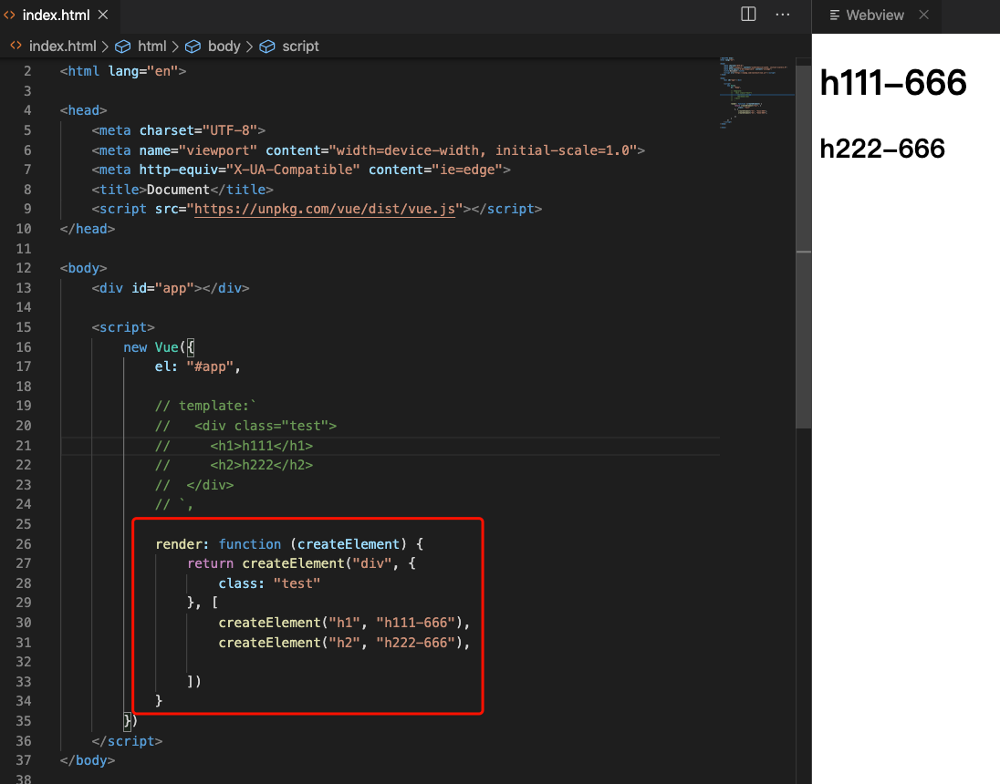 index.html
Webview
index.html > html > body > script
2 <html lang="en">
3
4 <head>
5 <meta charset="UTF-8">
6 <meta name="viewport" content="width=device-width, initial-scale=1.0">
7 <meta http-equiv="X-UA-Compatible" content="ie=edge">
8 <title>Document</title>
9 <script src="https://unpkg.com/vue/dist/vue.js"></script>
10 </head>
11
12 <body>
13 <div id="app"></div>
14
15 <script>
16 new Vue({
17 el: "#app",
18
19 // template:`
20 // <div class="test">
21 // <h1>h111</h1>
22 // <h2>h222</h2>
23 // </div>
24 // `,
25
26 render: function (createElement) {
27 return createElement("div", {
28 class: "test"
29 }, [
30 createElement("h1", "h111-666"),
31 createElement("h2", "h222-666"),
32
33 ])
34 }
35 })
36 </script>
37 </body>
38
h111-666
h222-666